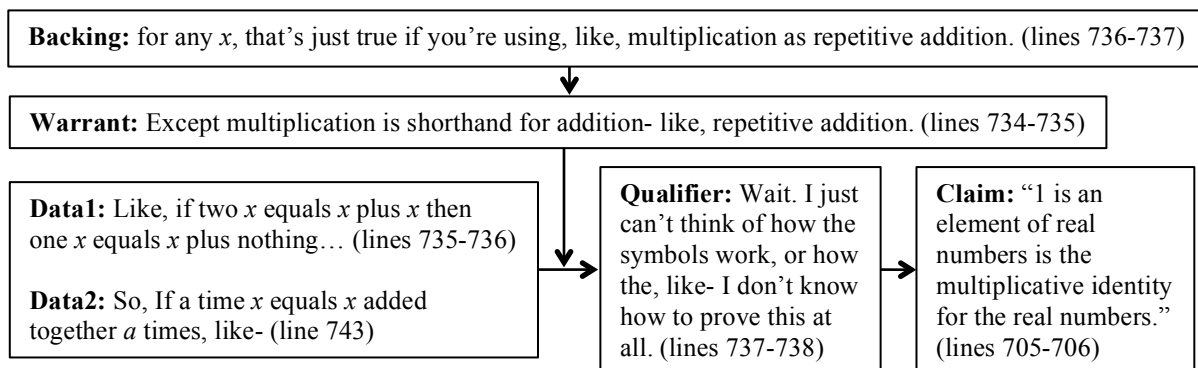 Backing: for any x, that’s just true if you’re using, like, multiplication as repetitive addition. (lines 736-737)
Warrant: Except multiplication is shorthand for addition- like, repetitive addition. (lines 734-735)
Data1: Like, if two x equals x plus x then
one x equals x plus nothing… (lines 735-736)
Data2: So, If a time x equals x added
together a times, like- (line 743)
Qualifier: Wait. I just
can’t think of how the
symbols work, or how
the, like- I don’t know
how to prove this at
all. (lines 737-738)
Claim: “1 is an
element of real
numbers is the
multiplicative identity
for the real numbers.”
(lines 705-706)